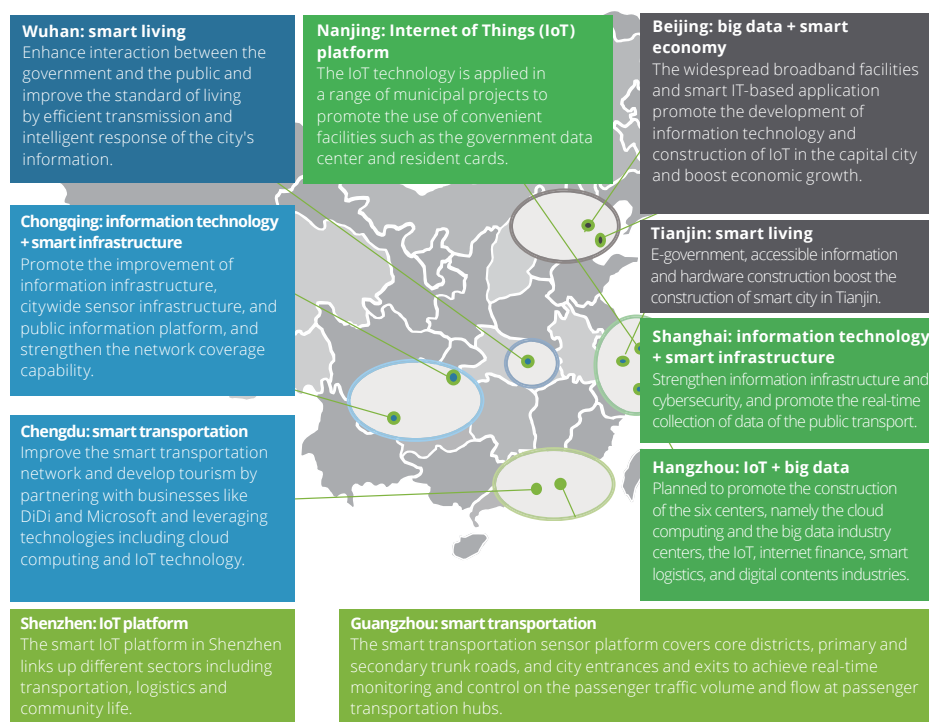 Wuhan: smart living
Enhance interaction between the
government and the public and
improve the standard of living
by efficient transmission and
intelligent response of the city's
information.
Nanjing: Internet of Things (IoT)
platform
The IoT technology is applied in
a range of municipal projects to
promote the use of convenient
facilities such as the government data
center and resident cards.
Beijing: big data + smart
economy
The widespread broadband facilities
and smart IT-based application
promote the development of
information technology and
construction of IoT in the capital city
and boost economic growth.
Chongqing: information technology
+ smart infrastructure
Promote the improvement of
information infrastructure,
citywide sensor infrastructure, and
public information platform, and
strengthen the network coverage
capability.
Tianjin: smart living
E-government, accessible information
and hardware construction boost the
construction of smart city in Tianjin.
Shanghai: information technology
+ smart infrastructure
Strengthen information infrastructure and
cybersecurity, and promote the real-time
collection of data of the public transport.
Chengdu: smart transportation
Improve the smart transportation
network and develop tourism by
partnering with businesses like
DiDi and Microsoft and leveraging
technologies including cloud
computing and IoT technology.
Hangzhou: IoT + big data
Planned to promote the construction
of the six centers, namely the cloud
computing and the big data industry
centers, the IoT, internet finance, smart
logistics, and digital contents industries.
Shenzhen: IoT platform
The smart IoT platform in Shenzhen
links up different sectors including
transportation, logistics and
community life.
Guangzhou: smart transportation
The smart transportation sensor platform covers core districts, primary and
secondary trunk roads, and city entrances and exits to achieve real-time
monitoring and control on the passenger traffic volume and flow at passenger
transportation hubs.